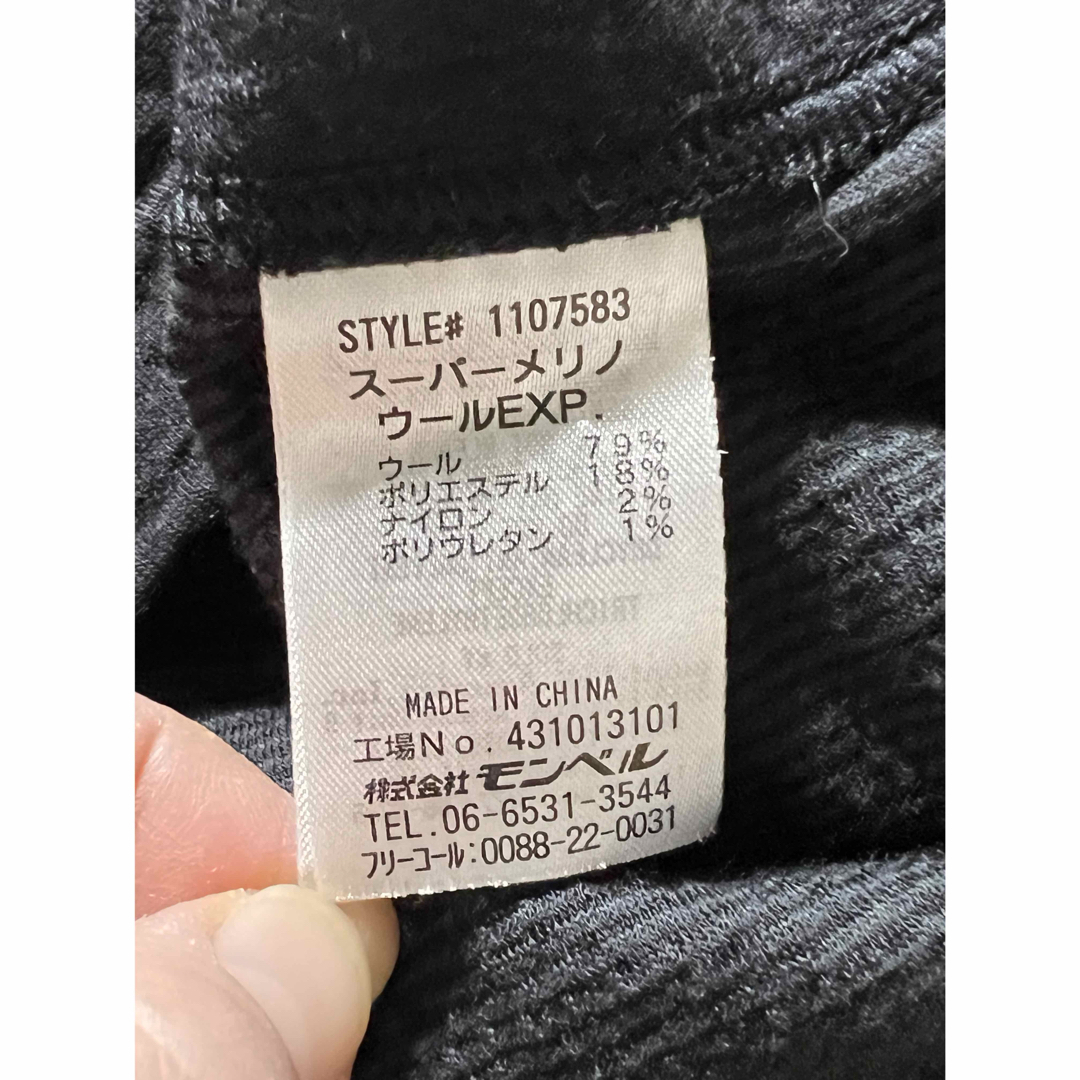 STYLE# 1107583
スーパーメリノ
ウールEXP.
ウール 79%
ポリエステル 18%
ナイロン 2%
ポリウレタン 1%
MADE IN CHINA
工場No.431013101
株式会社 モンベル
TEL.06-6531-3544
フリーコール:0088-22-0031